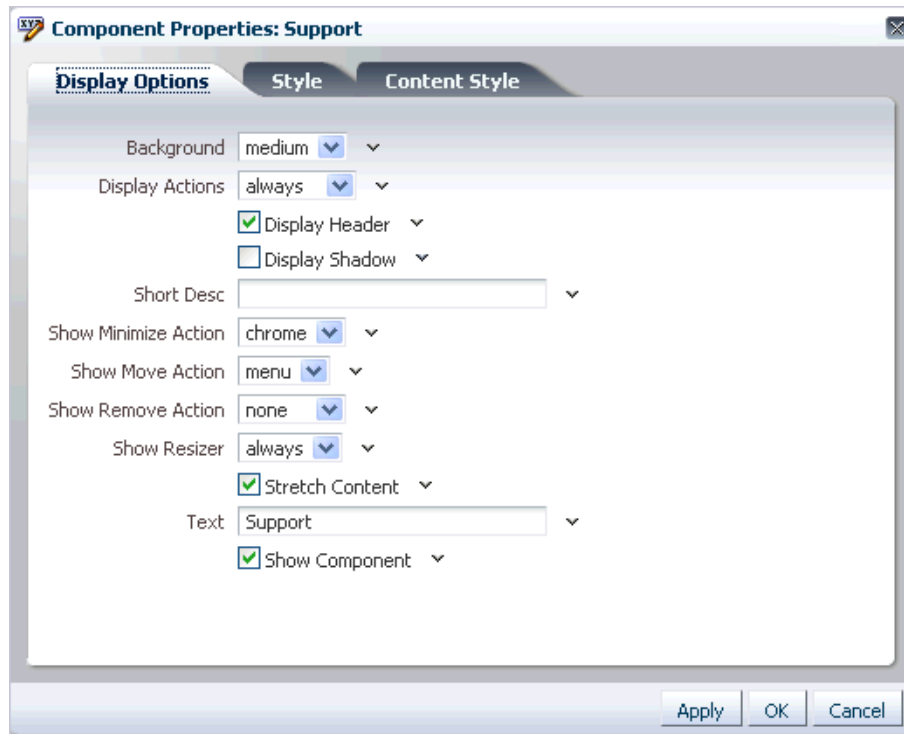 Component Properties: Support
Display Options Style Content Style
Background medium
Display Actions always
Display Header
Display Shadow
Short Desc
Show Minimize Action chrome
Show Move Action menu
Show Remove Action none
Show Resizer always
Stretch Content
Text Support
Show Component
Apply OK Cancel